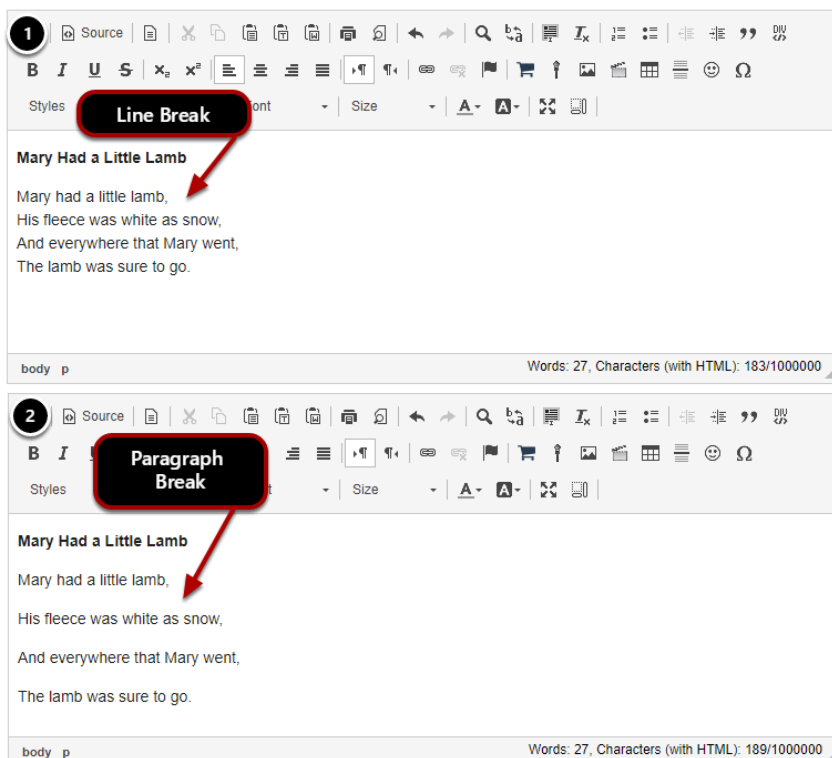 1
Source
B I U S x₂ x²
Styles
Font
Size
A
A
Line Break
Mary Had a Little Lamb
Mary had a little lamb,
His fleece was white as snow,
And everywhere that Mary went,
The lamb was sure to go.
body p
Words: 27, Characters (with HTML): 183/1000000
2
Source
DIV
B I
Styles
Size
A
A
Paragraph
Break
Mary Had a Little Lamb
Mary had a little lamb,
His fleece was white as snow,
And everywhere that Mary went,
The lamb was sure to go.
body p
Words: 27, Characters (with HTML): 189/1000000